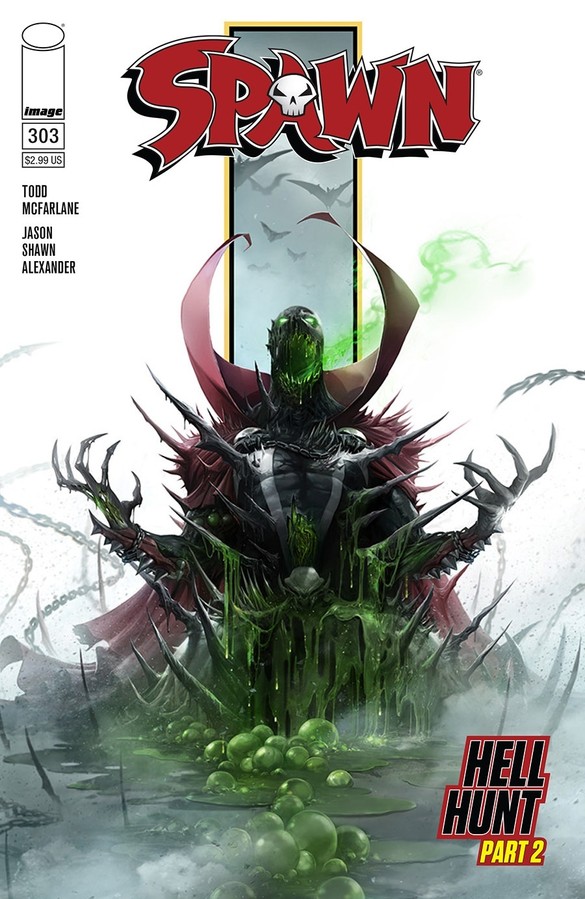 SPAWN
®
®
image
303
$2.99 US
TODD
MCFARLANE
JASON
SHAWN
ALEXANDER
HELL
HUNT
PART 2